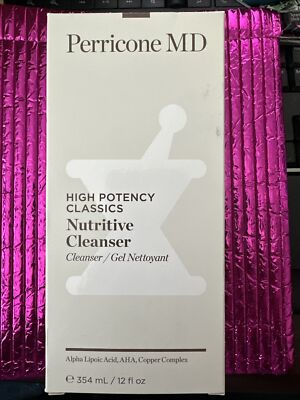 Perricone MD
HIGH POTENCY
CLASSICS
Nutritive
Cleanser
Cleanser / Gel Nettoyant
Alpha Lipoic Acid, AHA, Copper Complex
℮ 354 mL / 12 fl oz